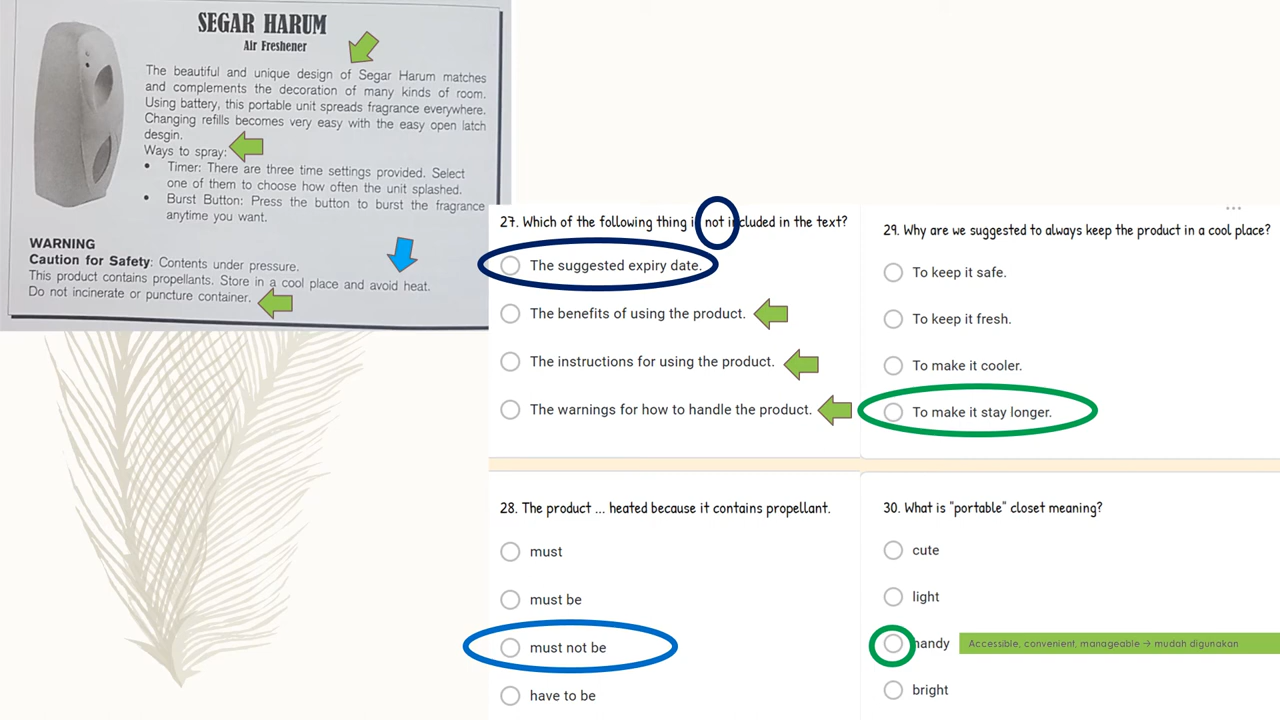 SEGAR HARUM
Air Freshener
The beautiful and unique design of Segar Harum matches
and complements the decoration of many kinds of room.
Using battery, this portable unit spreads fragrance everywhere.
Changing refills becomes very easy with the easy open latch
desgin.
Ways to spray:
• Timer: There are three time settings provided. Select
one of them to choose how often the unit splashed.
• Burst Button: Press the button to burst the fragrance
anytime you want.
WARNING
Caution for Safety: Contents under pressure.
This product contains propellants. Store in a cool place and avoid heat.
Do not incinerate or puncture container.
27. Which of the following thing is not included in the text?
The suggested expiry date.
The benefits of using the product.
The instructions for using the product.
The warnings for how to handle the product.
28. The product ... heated because it contains propellant.
must
must be
must not be
have to be
29. Why are we suggested to always keep the product in a cool place?
To keep it safe.
To keep it fresh.
To make it cooler.
To make it stay longer.
30. What is "portable" closet meaning?
cute
light
handy
Accessible, convenient, manageable → mudah digunakan
bright